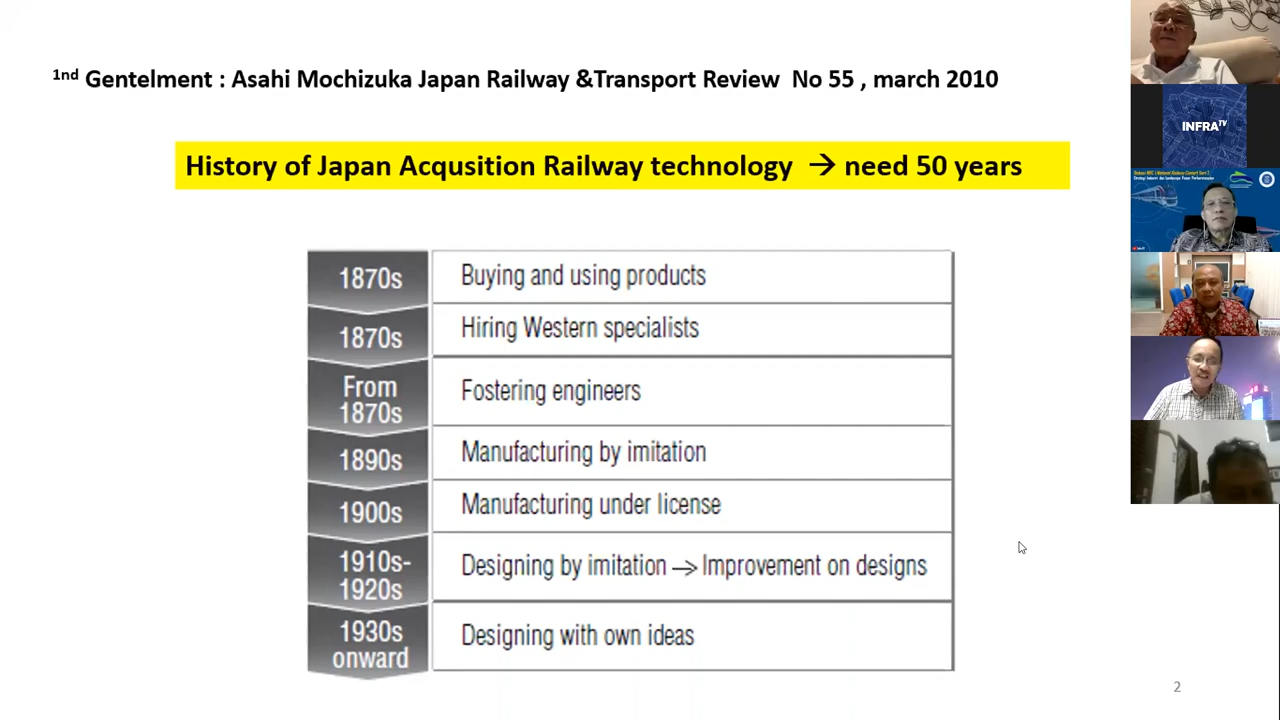 1nd Gentelment : Asahi Mochizuka Japan Railway &Transport Review No 55 , march 2010
History of Japan Acqusition Railway technology → need 50 years
1870s Buying and using products
1870s Hiring Western specialists
From
1870s
Fostering engineers
1890s Manufacturing by imitation
1900s Manufacturing under license
1910s-
1920s
Designing by imitation → Improvement on designs
1930s
onward
Designing with own ideas
2
INFRATV